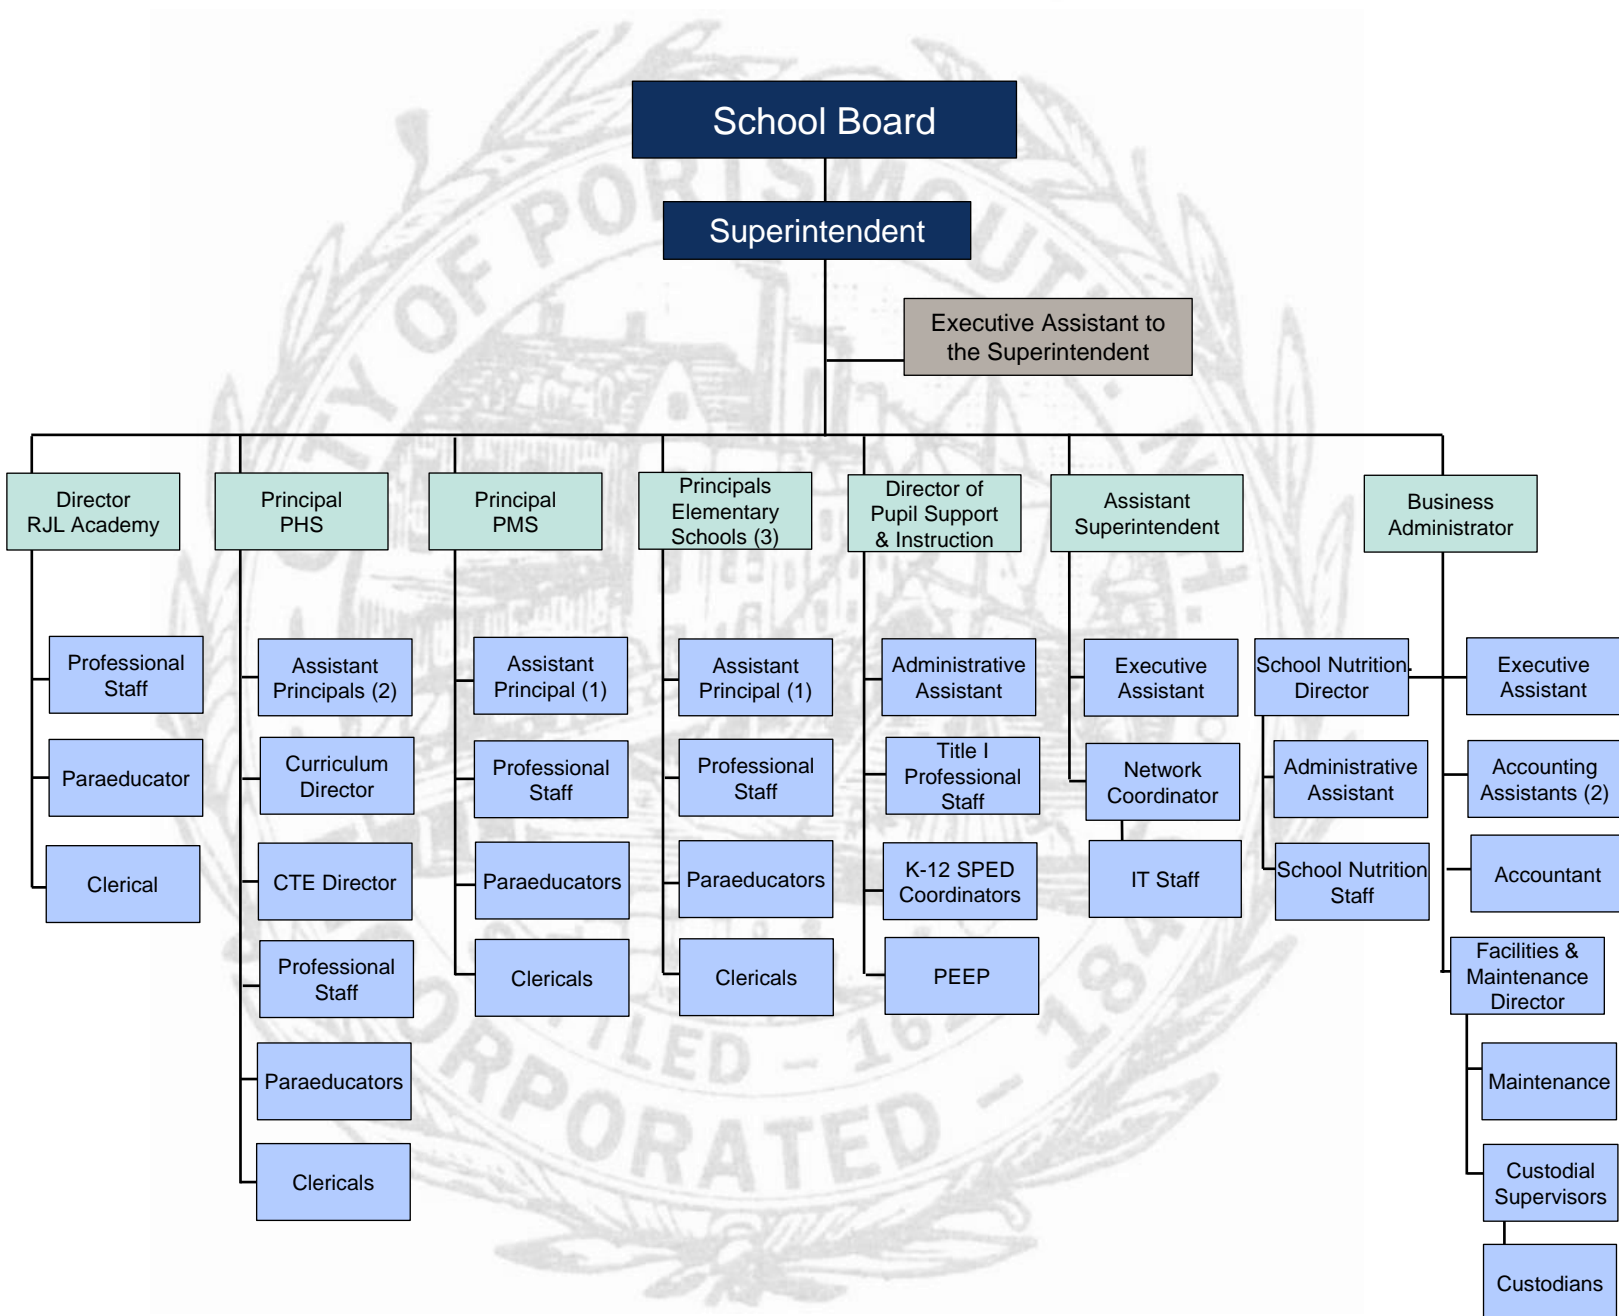 School Board
Superintendent
Executive Assistant to
the Superintendent
Director
RJL Academy
Principal
PHS
Principal
PMS
Principals
Elementary
Schools (3)
Director of
Pupil Support
& Instruction
Assistant
Superintendent
Business
Administrator
Professional
Staff
Paraeducator
Clerical
Assistant
Principals (2)
Curriculum
Director
CTE Director
Professional
Staff
Paraeducators
Clericals
Assistant
Principal (1)
Professional
Staff
Paraeducators
Clericals
Assistant
Principal (1)
Professional
Staff
Paraeducators
Clericals
Administrative
Assistant
Title I
Professional
Staff
K-12 SPED
Coordinators
PEEP
Executive
Assistant
Network
Coordinator
IT Staff
School Nutrition
Director
Administrative
Assistant
School Nutrition
Staff
Executive
Assistant
Accounting
Assistants (2)
Accountant
Facilities &
Maintenance
Director
Maintenance
Custodial
Supervisors
Custodians
CITY OF PORTSMOUTH